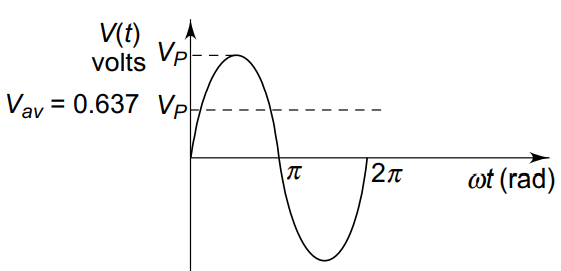 V(t)
volts V_P
V_av = 0.637 V_P
π
2π
ωt (rad)